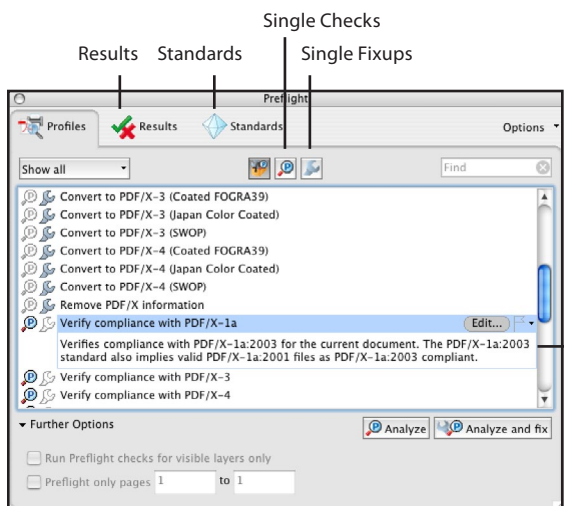 Single Checks
Results Standards Single Fixups
Preflight
Profiles Results Standards Options
Show all Find
Convert to PDF/X-3 (Coated FOGRA39)
Convert to PDF/X-3 (Japan Color Coated)
Convert to PDF/X-3 (SWOP)
Convert to PDF/X-4 (Coated FOGRA39)
Convert to PDF/X-4 (Japan Color Coated)
Convert to PDF/X-4 (SWOP)
Remove PDF/X information
Verify compliance with PDF/X-1a Edit...
Verifies compliance with PDF/X-1a:2003 for the current document. The PDF/X-1a:2003
standard also implies valid PDF/X-1a:2001 files as PDF/X-1a:2003 compliant.
Verify compliance with PDF/X-3
Verify compliance with PDF/X-4
Further Options Analyze Analyze and fix
Run Preflight checks for visible layers only
Preflight only pages 1 to 1